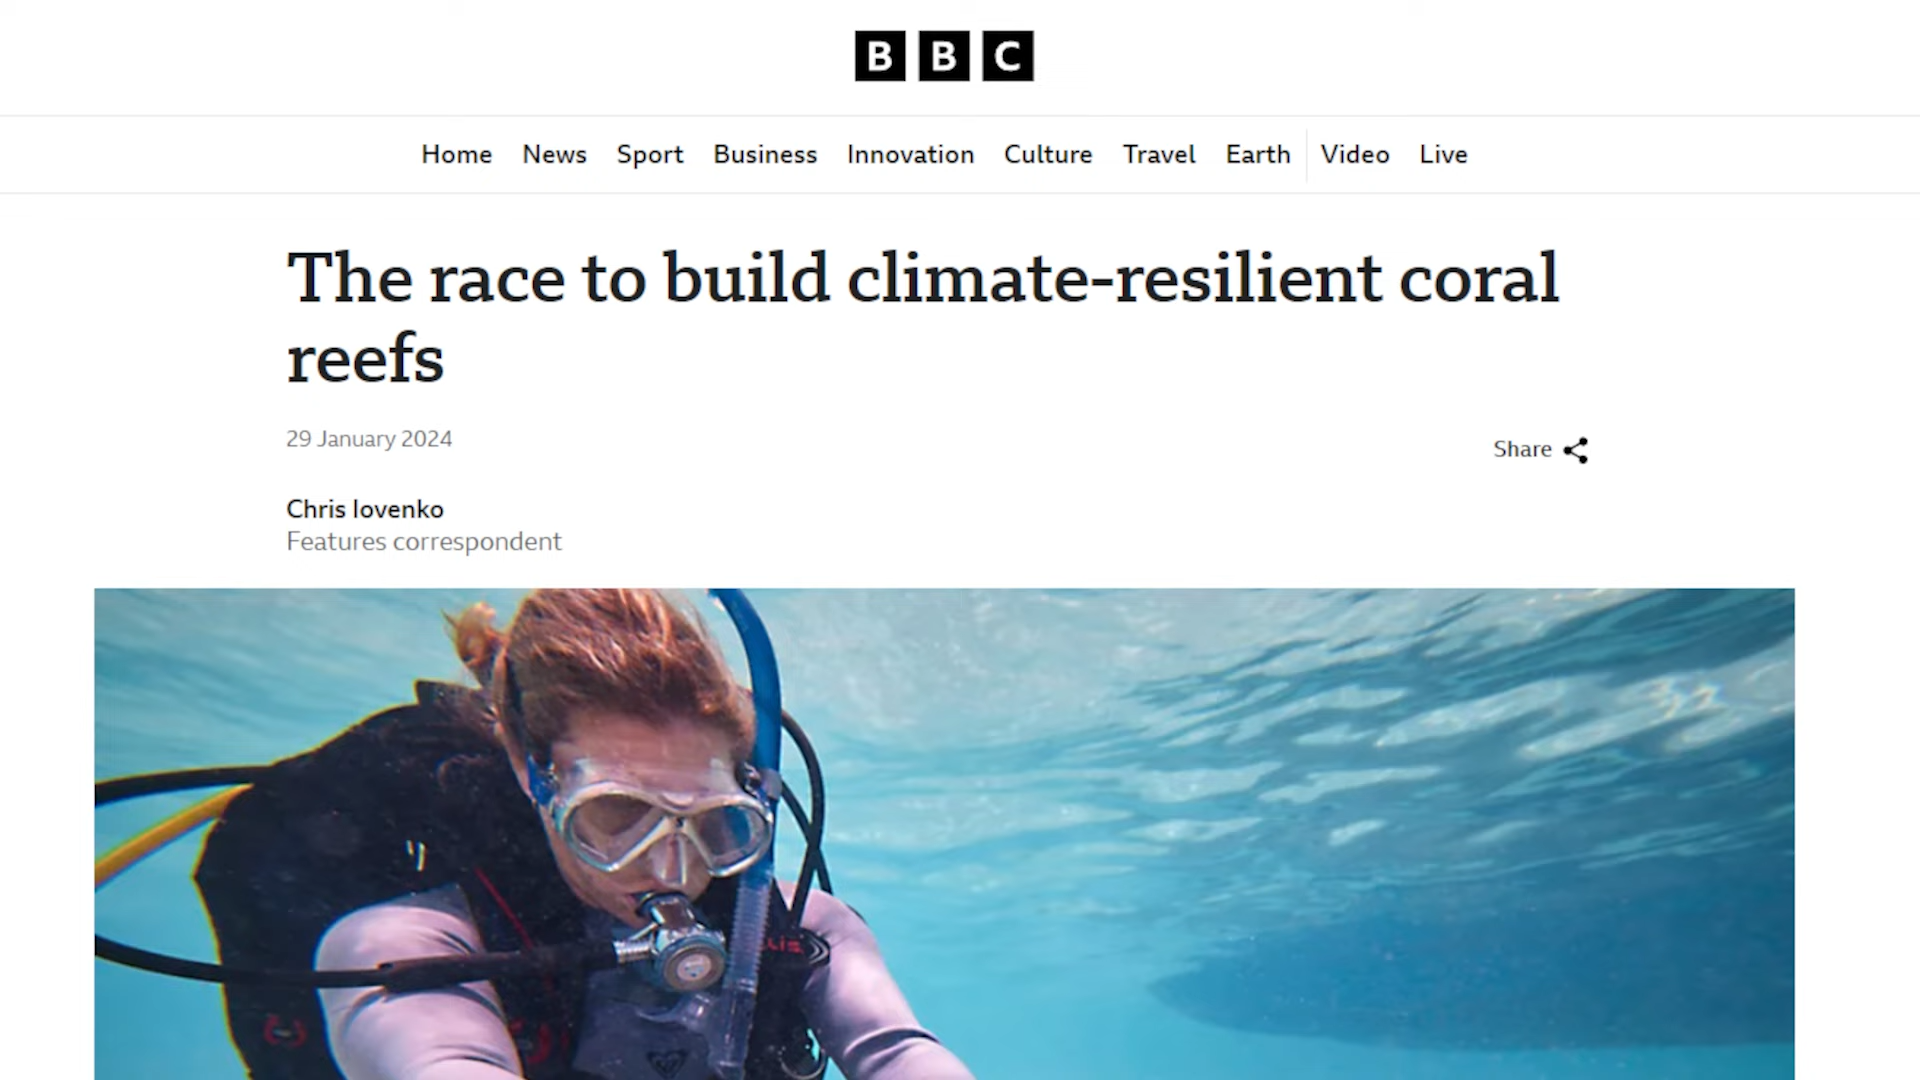 BBC
Home News Sport Business Innovation Culture Travel Earth Video Live
The race to build climate-resilient coral
reefs
29 January 2024
Share
Chris Iovenko
Features correspondent